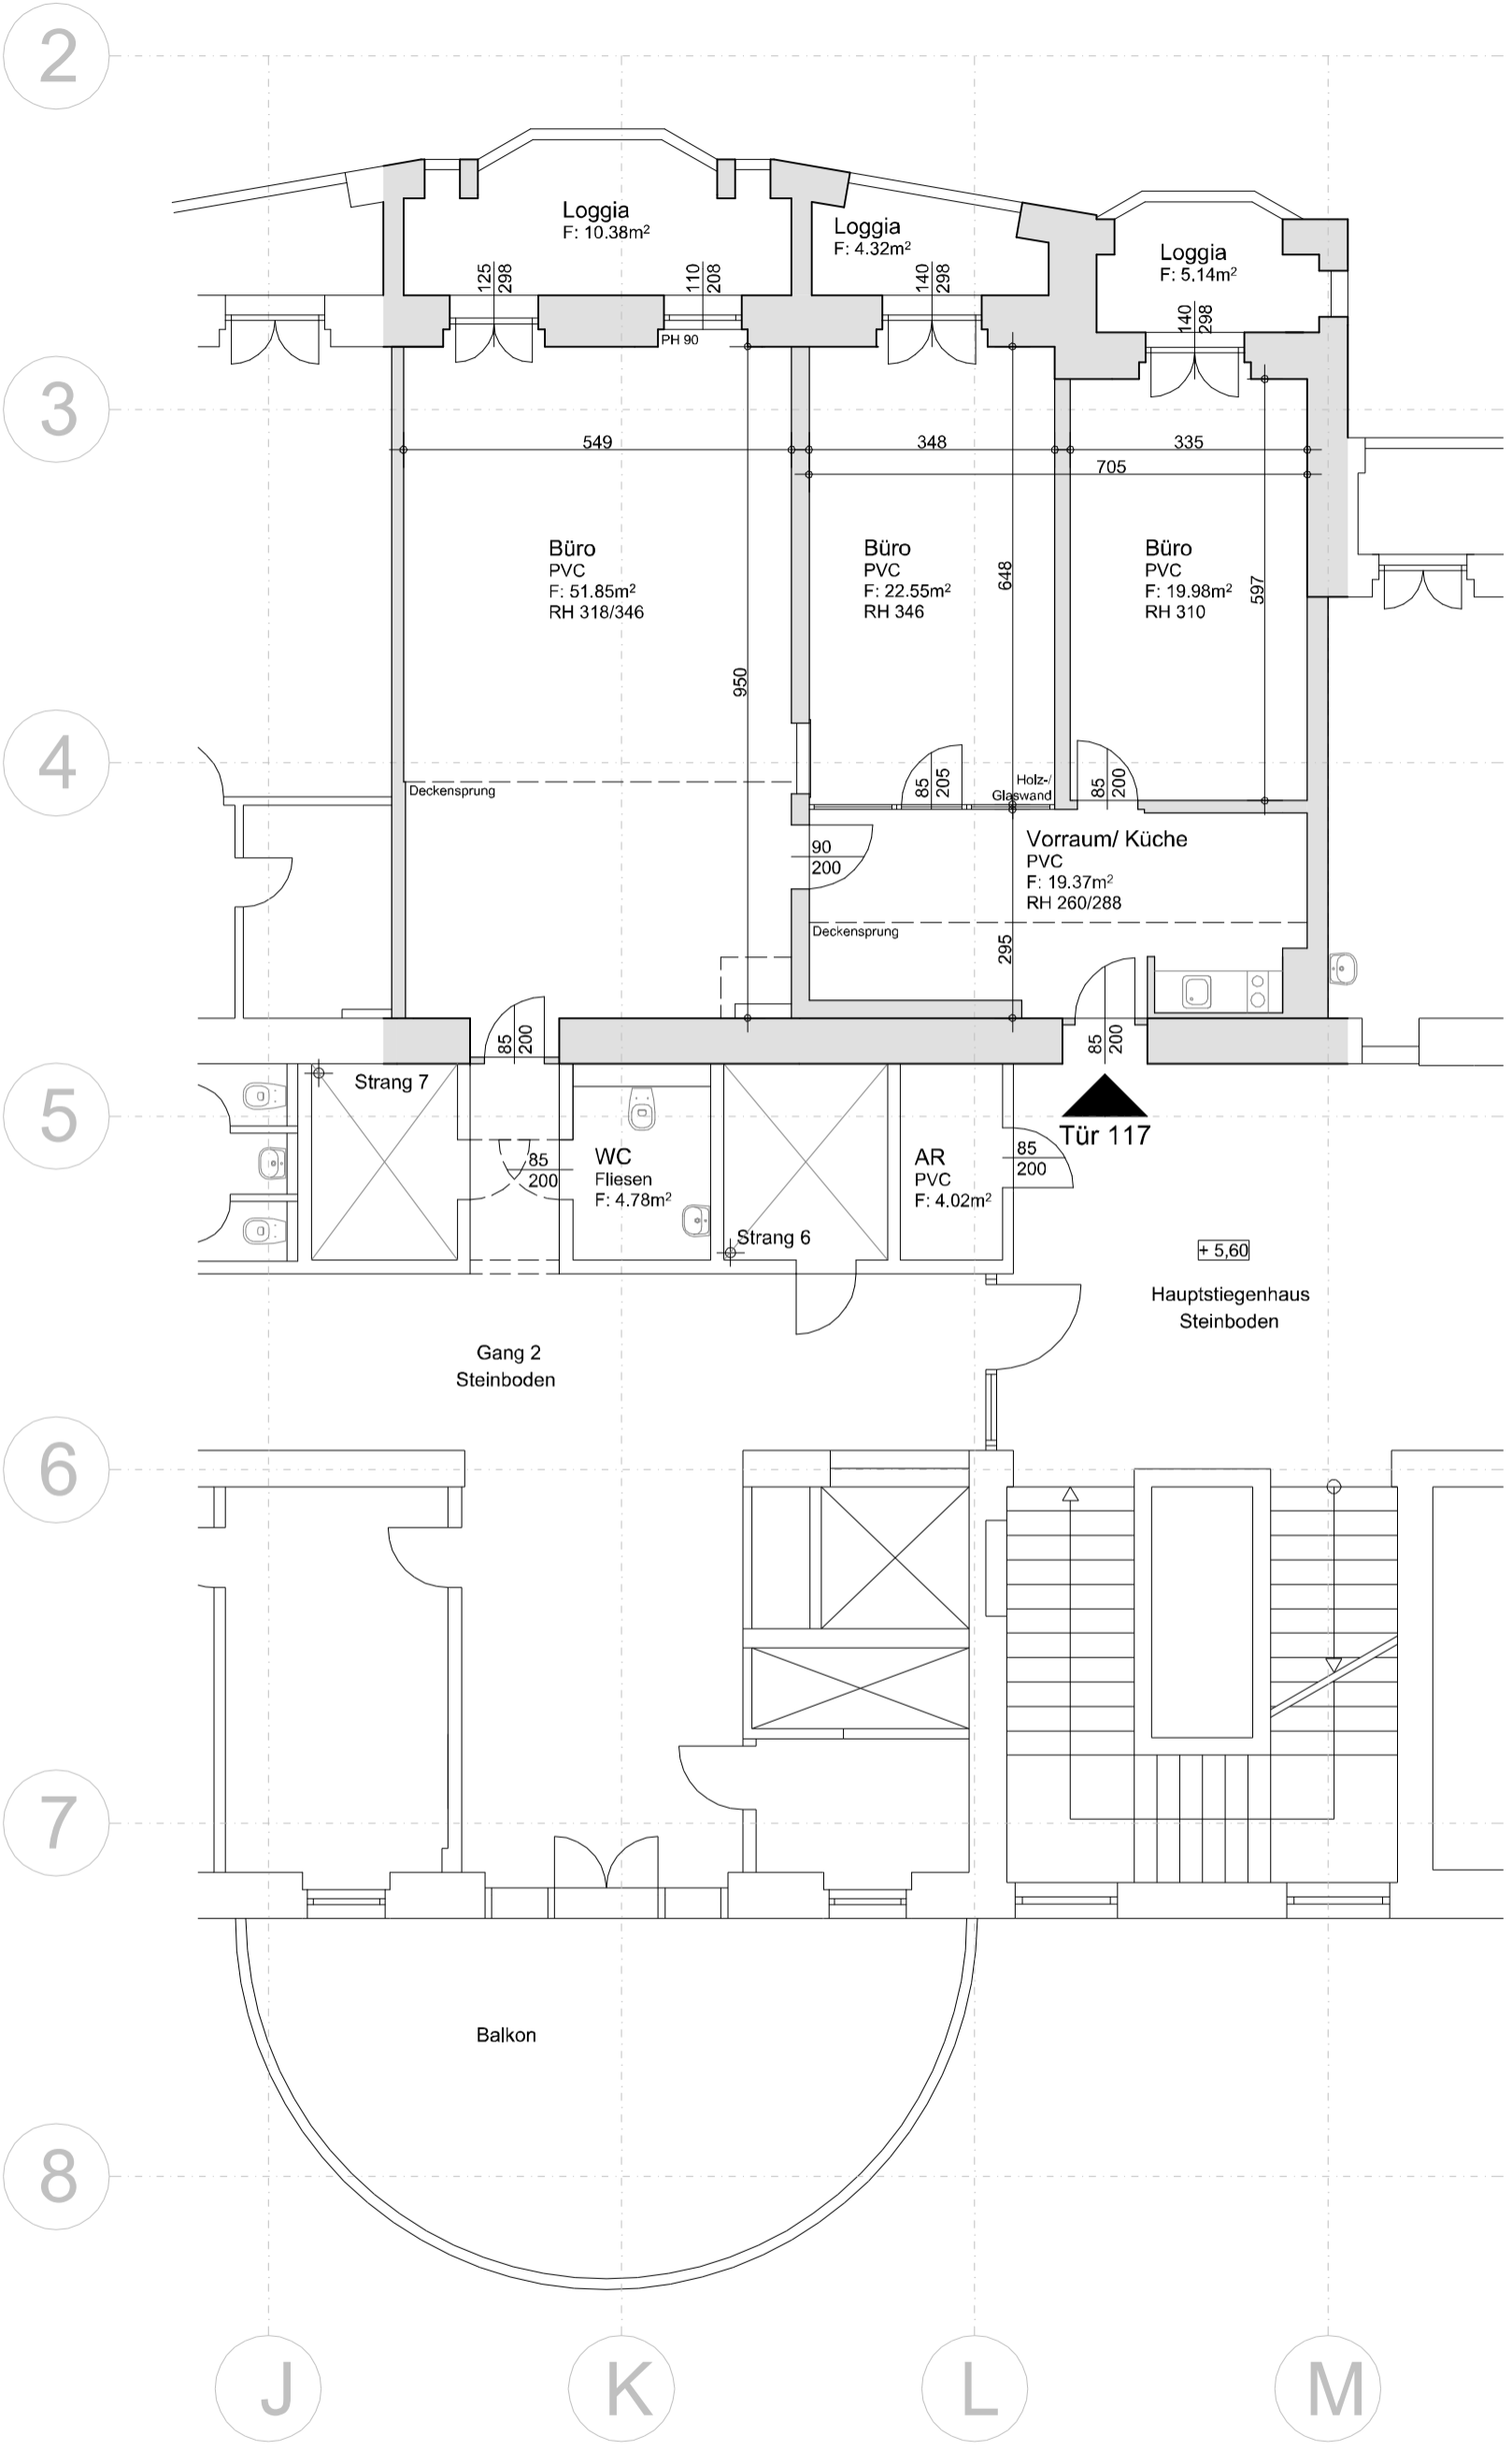 2
Loggia
F: 10.38m²
Loggia
F: 4.32m²
Loggia
F: 5.14m²
125
298
110
208
140
298
140
298
PH 90
3
549
348
335
705
Büro
PVC
F: 51.85m²
RH 318/346
Büro
PVC
F: 22.55m²
RH 346
648
Büro
PVC
F: 19.98m²
RH 310
597
950
4
Deckensprung
85
205
Holz-/
Glaswand
85
200
90
200
Vorraum/ Küche
PVC
F: 19.37m²
RH 260/288
Deckensprung
295
85
200
85
200
Strang 7
5
Tür 117
85
200
WC
Fliesen
F: 4.78m²
AR
PVC
F: 4.02m²
85
200
Strang 6
+ 5,60
Hauptstiegenhaus
Steinboden
Gang 2
Steinboden
6
7
Balkon
8
J
K
L
M